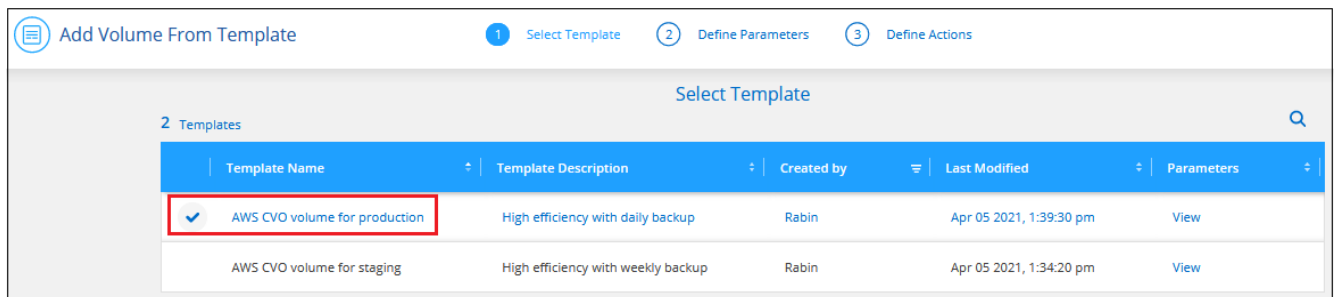 Add Volume From Template
1 Select Template 2 Define Parameters 3 Define Actions
Select Template
2 Templates
Template Name Template Description Created by Last Modified Parameters
AWS CVO volume for production High efficiency with daily backup Rabin Apr 05 2021, 1:39:30 pm View
AWS CVO volume for staging High efficiency with weekly backup Rabin Apr 05 2021, 1:34:20 pm View